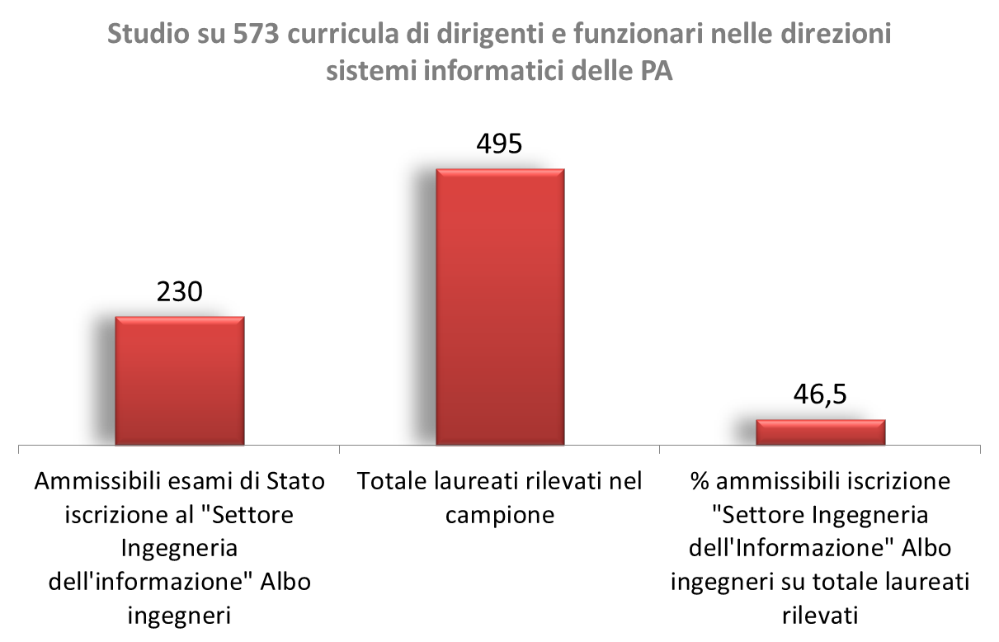 Studio su 573 curricula di dirigenti e funzionari nelle direzioni
sistemi informatici delle PA
495
230
46,5
Ammissibili esami di Stato
iscrizione al "Settore
Ingegneria
dell'informazione" Albo
ingegneri
Totale laureati rilevati nel
campione
% ammissibili iscrizione
"Settore Ingegneria
dell'Informazione" Albo
ingegneri su totale laureati
rilevati